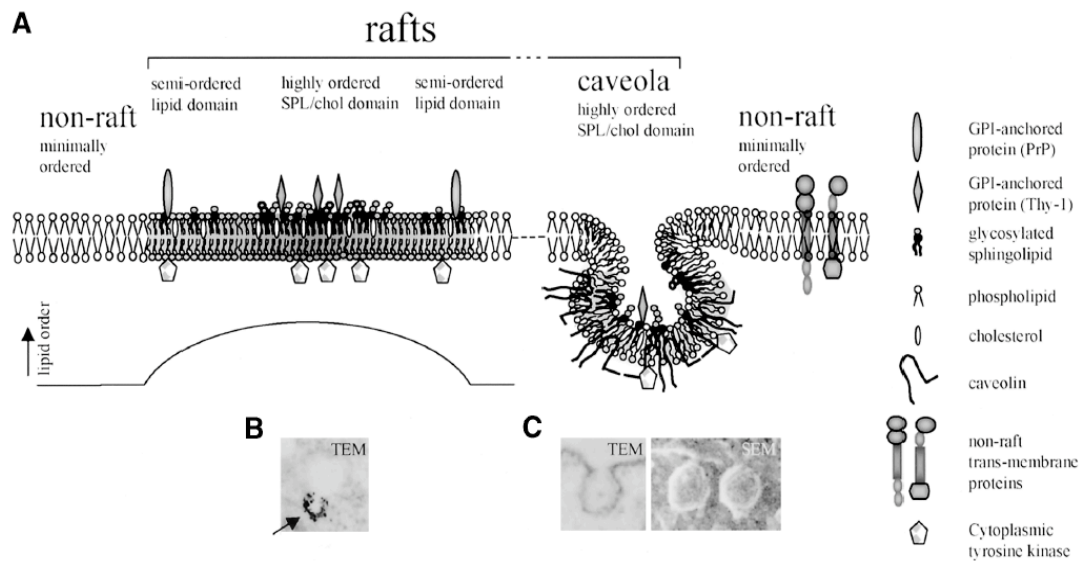 A
rafts
semi-ordered
lipid domain
highly ordered
SPL/chol domain
semi-ordered
lipid domain
caveola
highly ordered
SPL/chol domain
non-raft
minimally
ordered
non-raft
minimally
ordered
GPI-anchored
protein (PrP)
GPI-anchored
protein (Thy-1)
glycosylated
sphingolipid
phospholipid
cholesterol
caveolin
non-raft
trans-membrane
proteins
Cytoplasmic
tyrosine kinase
lipid order
B
TEM
C
TEM
SEM